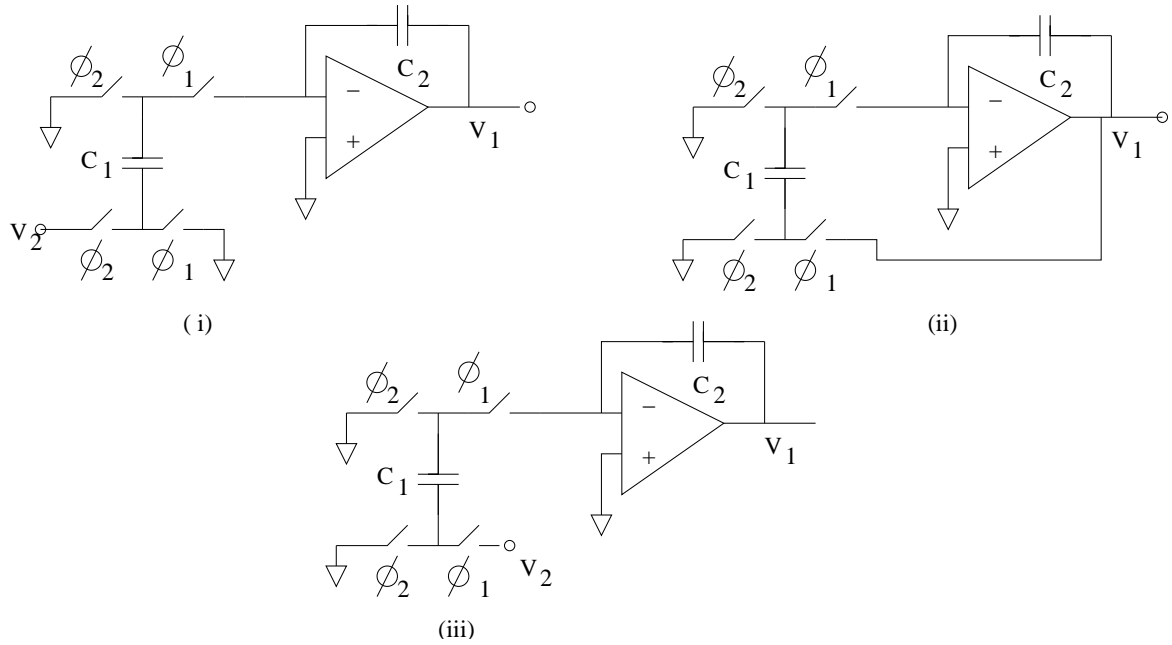 ϕ2 ϕ1 C2 − + V1
C1
V2 ϕ2 ϕ1
( i)
ϕ2 ϕ1 C2 − + V1
C1
ϕ2 ϕ1
(ii)
ϕ2 ϕ1 C2 − + V1
C1
ϕ2 ϕ1 V2
(iii)